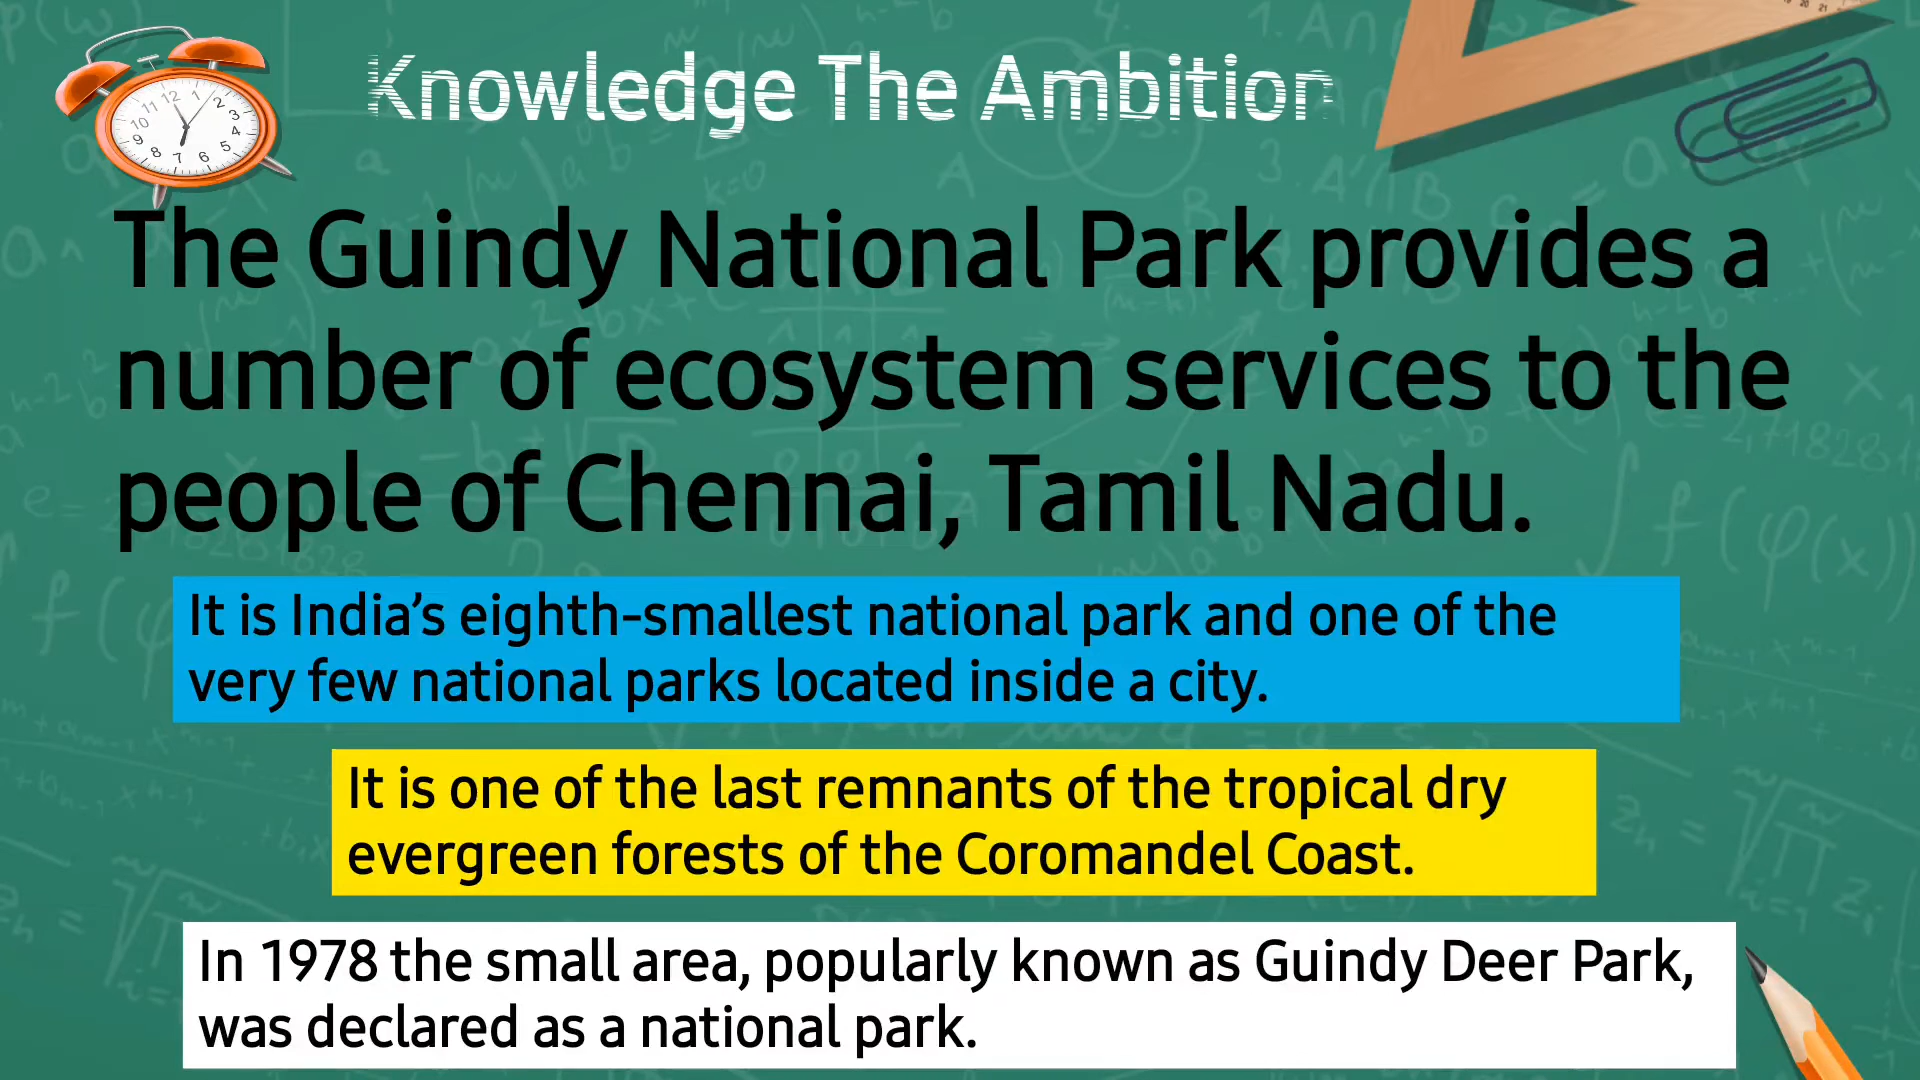 Knowledge The Ambition
The Guindy National Park provides a
number of ecosystem services to the
people of Chennai, Tamil Nadu.
It is India’s eighth-smallest national park and one of the
very few national parks located inside a city.
It is one of the last remnants of the tropical dry
evergreen forests of the Coromandel Coast.
In 1978 the small area, popularly known as Guindy Deer Park,
was declared as a national park.